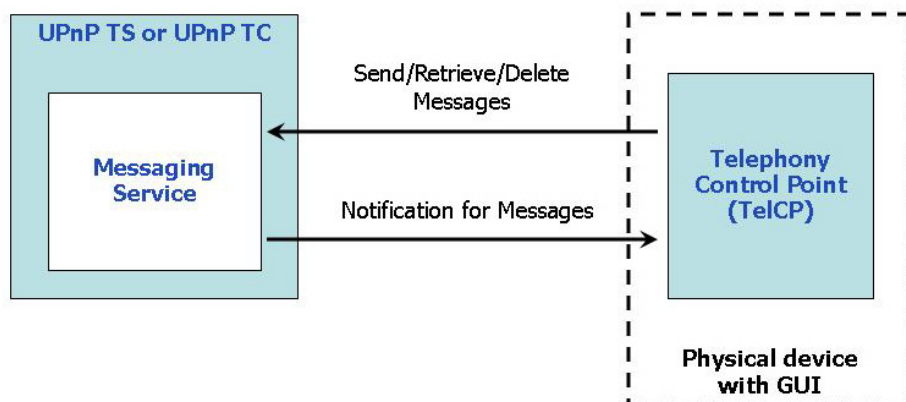 UPnP TS or UPnP TC
Send/Retrieve/Delete
Messages
Messaging
Service
Notification for Messages
Telephony
Control Point
(TelCP)
Physical device
with GUI